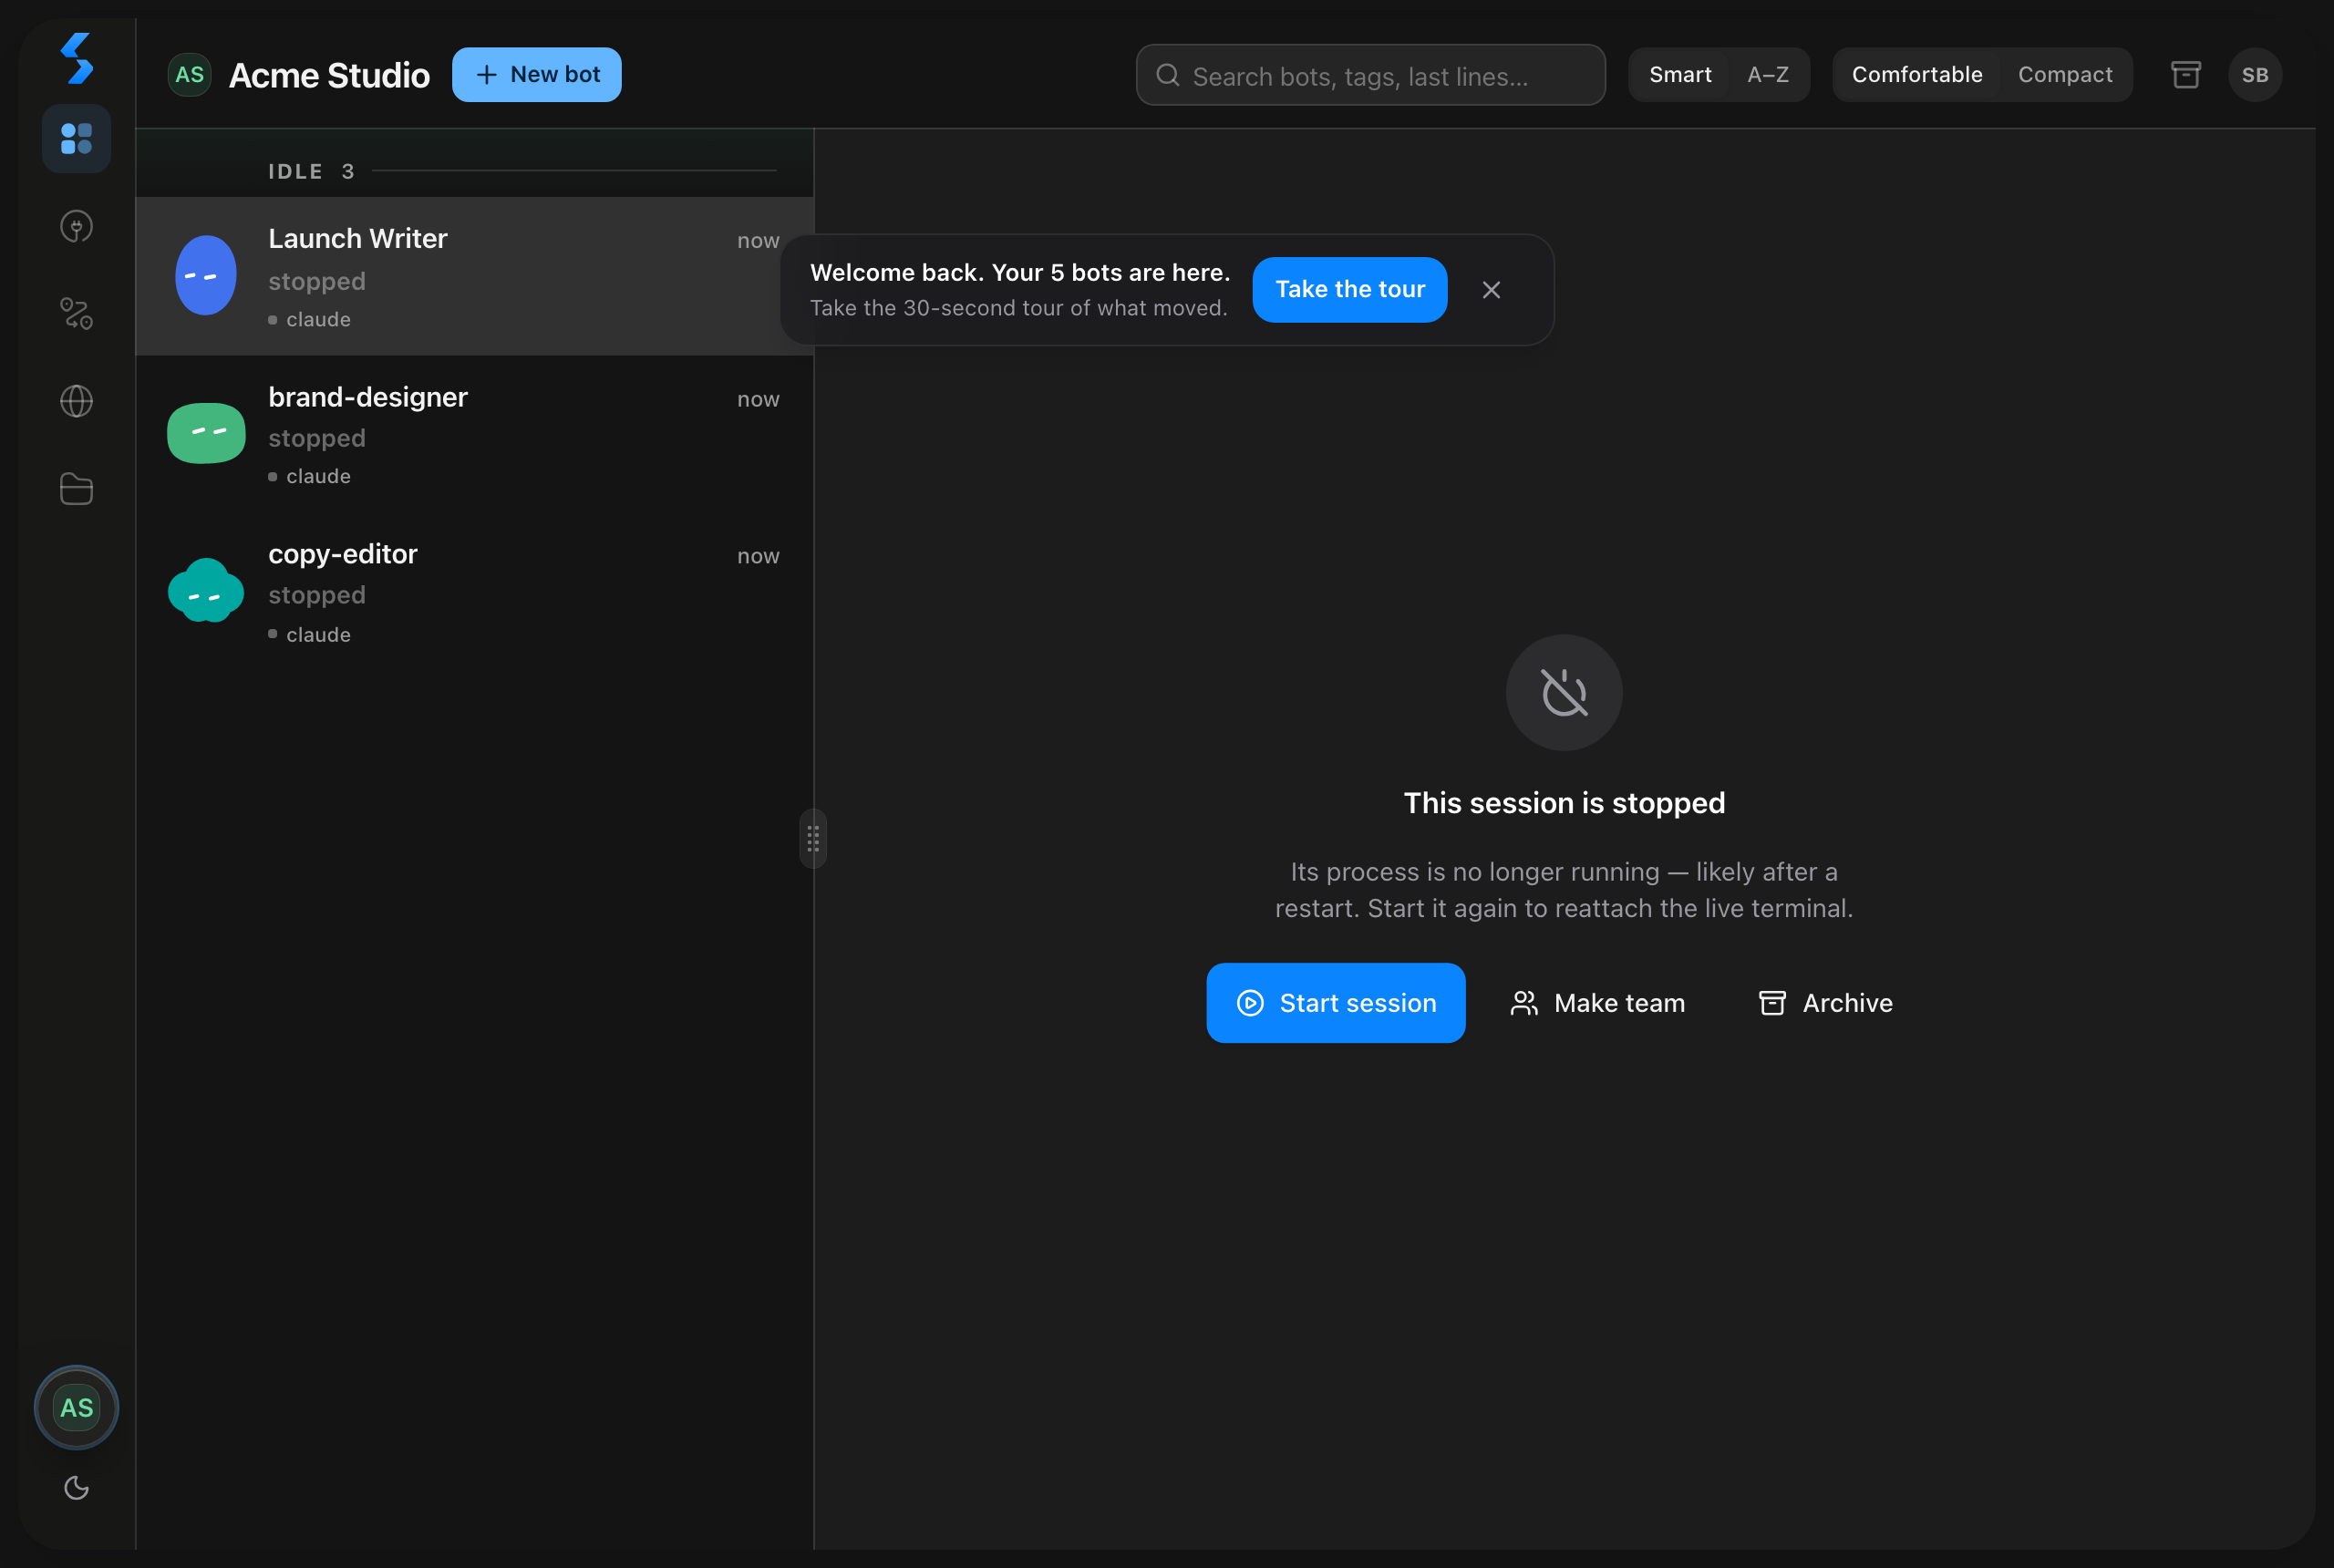 AS Acme Studio + New bot
Search bots, tags, last lines...
Smart A–Z
Comfortable Compact
SB
IDLE 3
Launch Writer now
stopped
claude
brand-designer now
stopped
claude
copy-editor now
stopped
claude
Welcome back. Your 5 bots are here.
Take the 30-second tour of what moved.
Take the tour
This session is stopped
Its process is no longer running — likely after a
restart. Start it again to reattach the live terminal.
Start session Make team Archive
AS